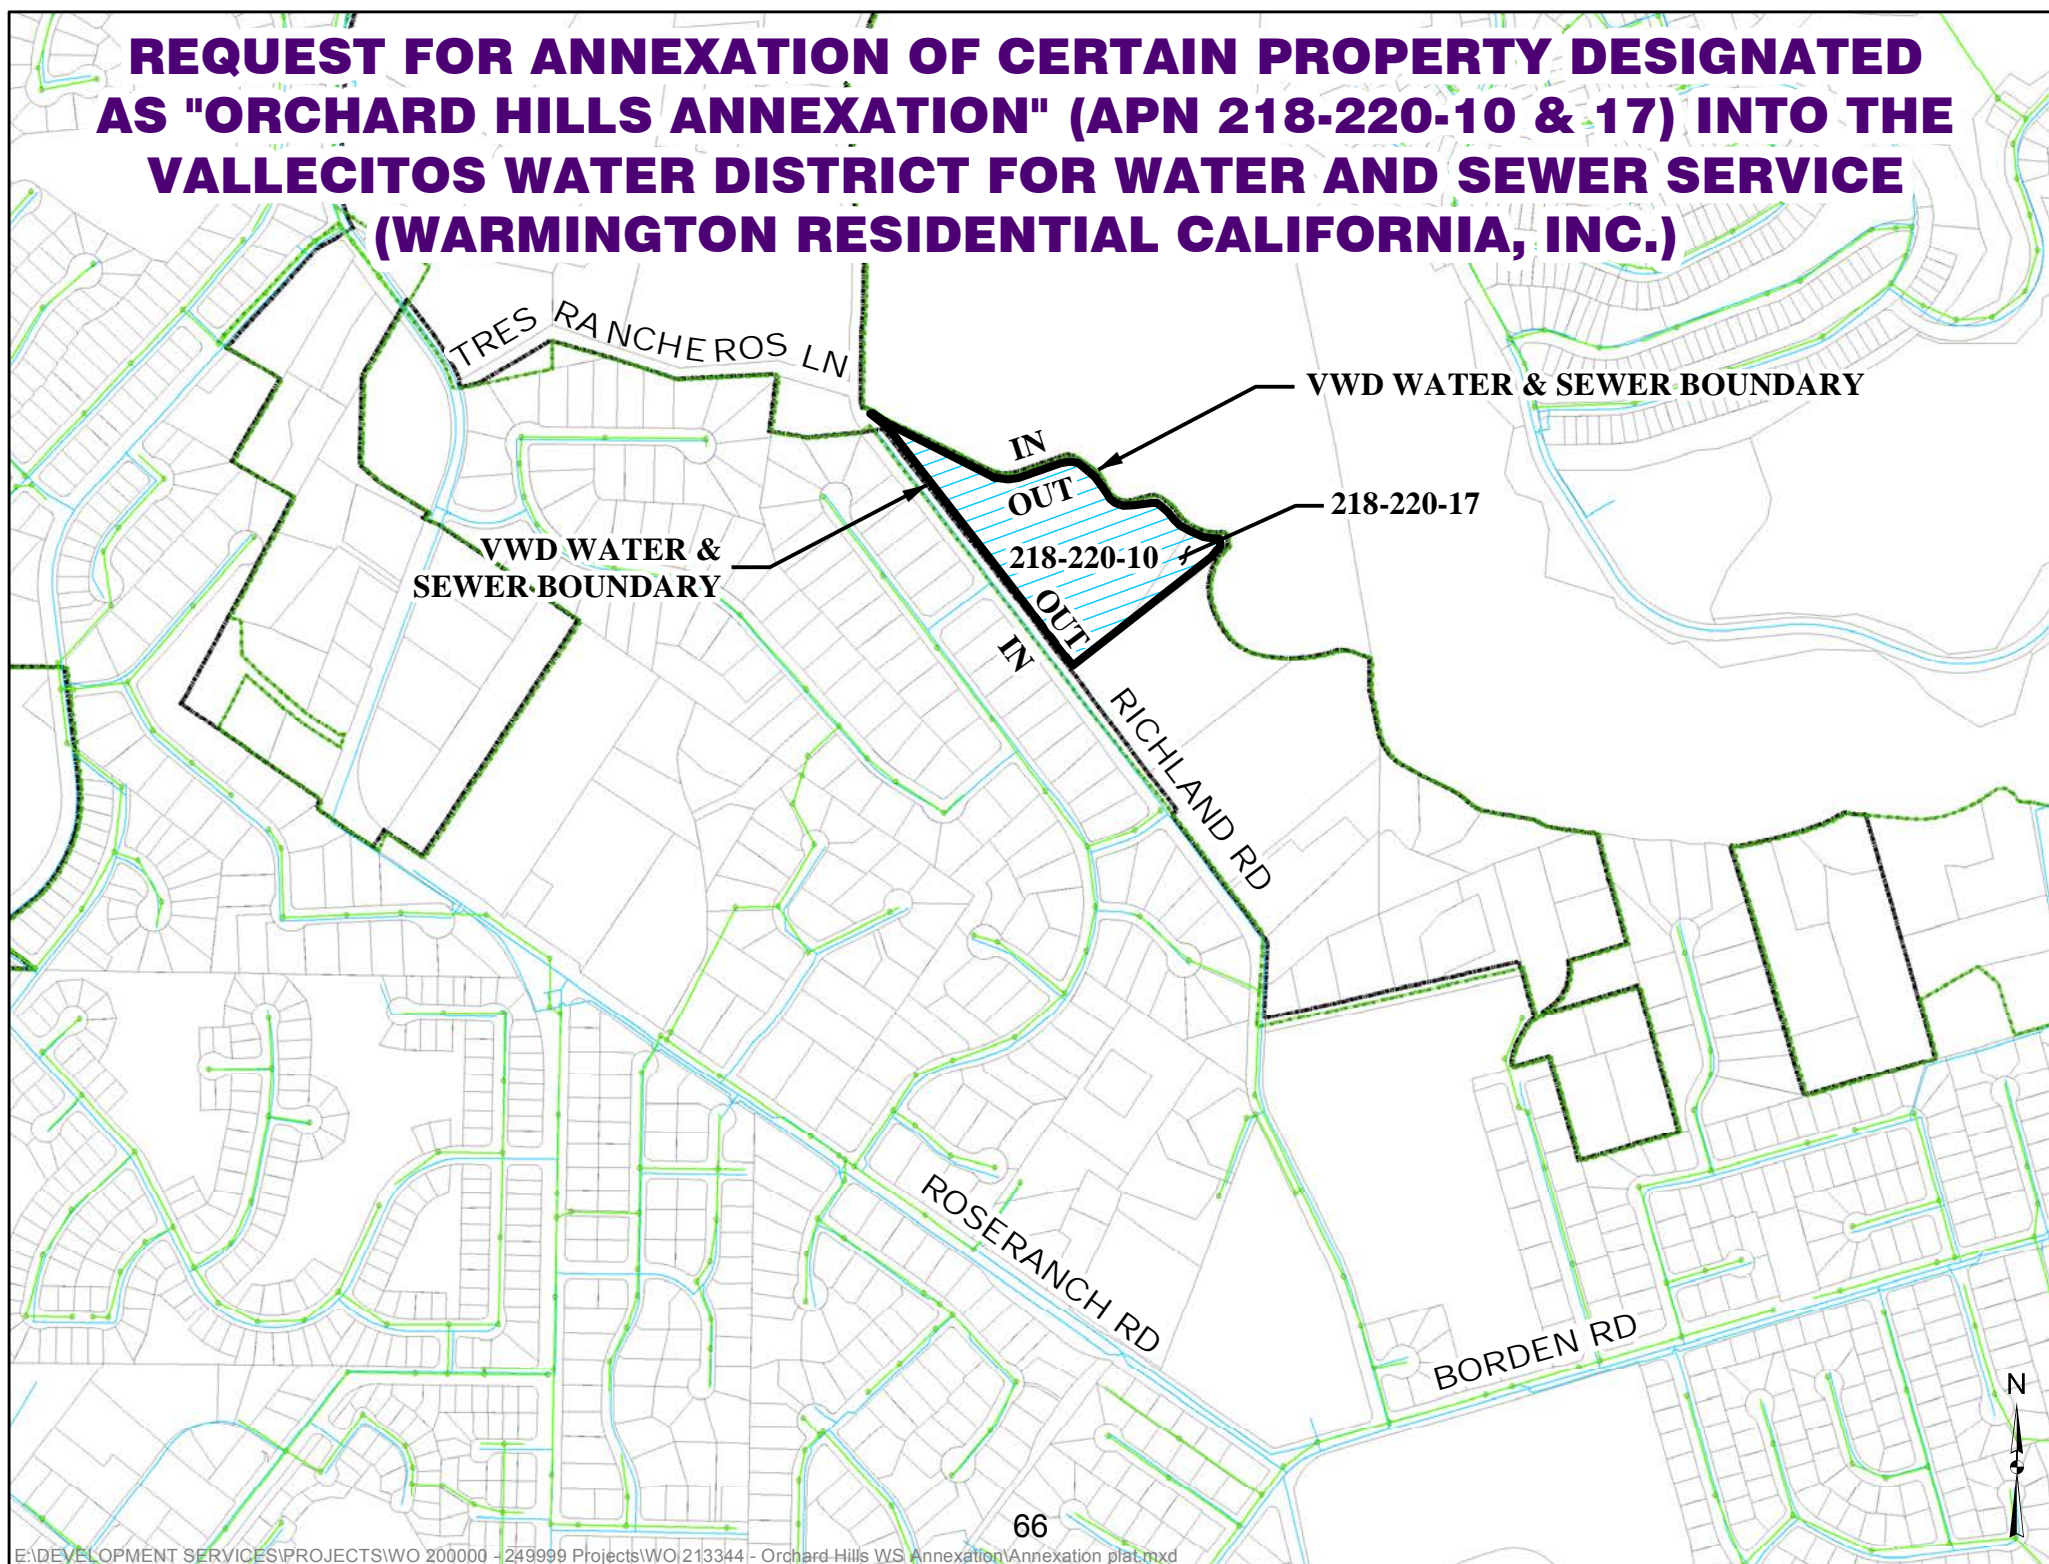 REQUEST FOR ANNEXATION OF CERTAIN PROPERTY DESIGNATED
AS "ORCHARD HILLS ANNEXATION" (APN 218-220-10 & 17) INTO THE
VALLECITOS WATER DISTRICT FOR WATER AND SEWER SERVICE
(WARMINGTON RESIDENTIAL CALIFORNIA, INC.)
TRES RANCHEROS LN
VWD WATER & SEWER BOUNDARY
IN
OUT
218-220-17
VWD WATER &
SEWER BOUNDARY
218-220-10
OUT
IN
RICHLAND RD
ROSERANCH RD
BORDEN RD
N
66
E:\DEVELOPMENT SERVICES\PROJECTS\WO 200000 - 249999 Projects\WO 213344 - Orchard Hills WS Annexation\Annexation plat.mxd